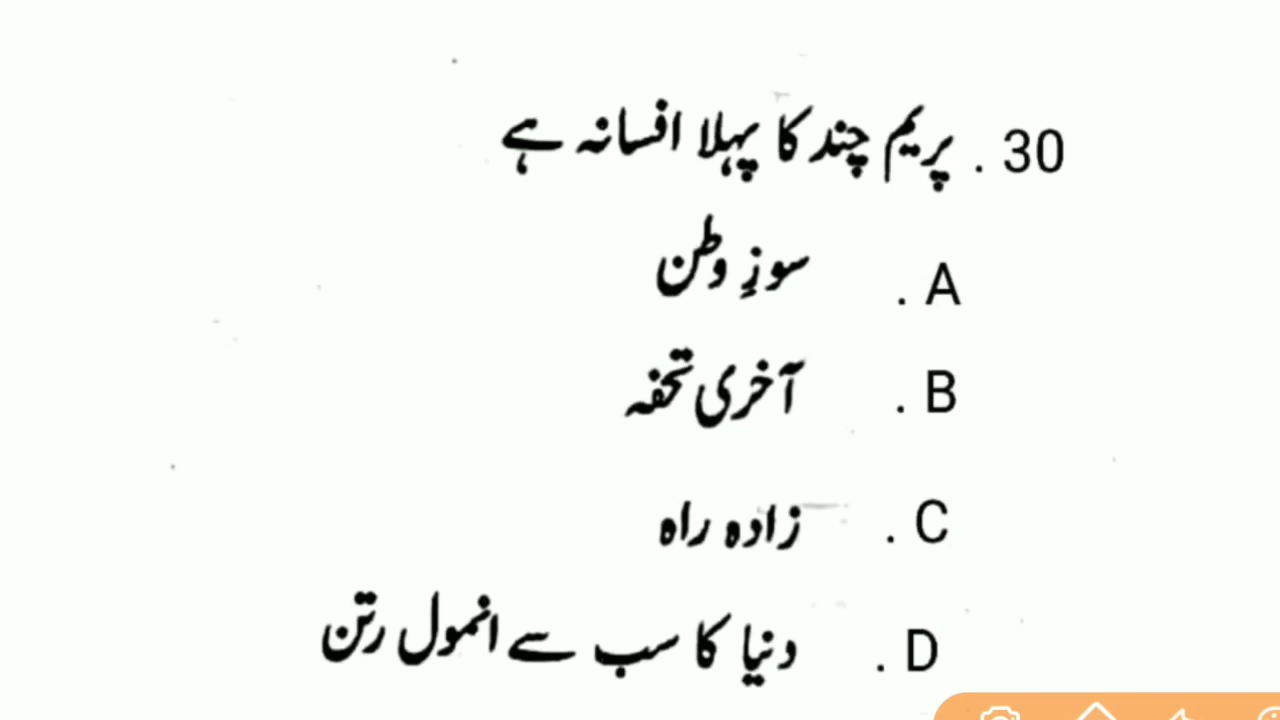 30 . پریم چند کا پہلا افسانہ ہے
A . سوزِ وطن
B . آخری تحفہ
C . زادہ راہ
D . دنیا کا سب سے انمول رتن